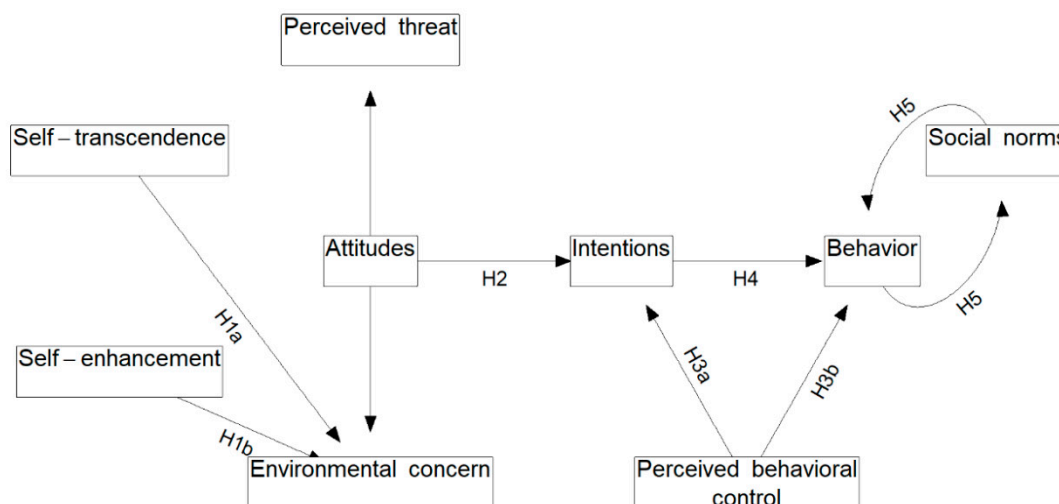 Perceived threat
Self – transcendence
H5
Social norms
Attitudes
Intentions
Behavior
H2
H4
H5
H1a
Self – enhancement
H3a
H3b
H1b
Environmental concern
Perceived behavioral
control